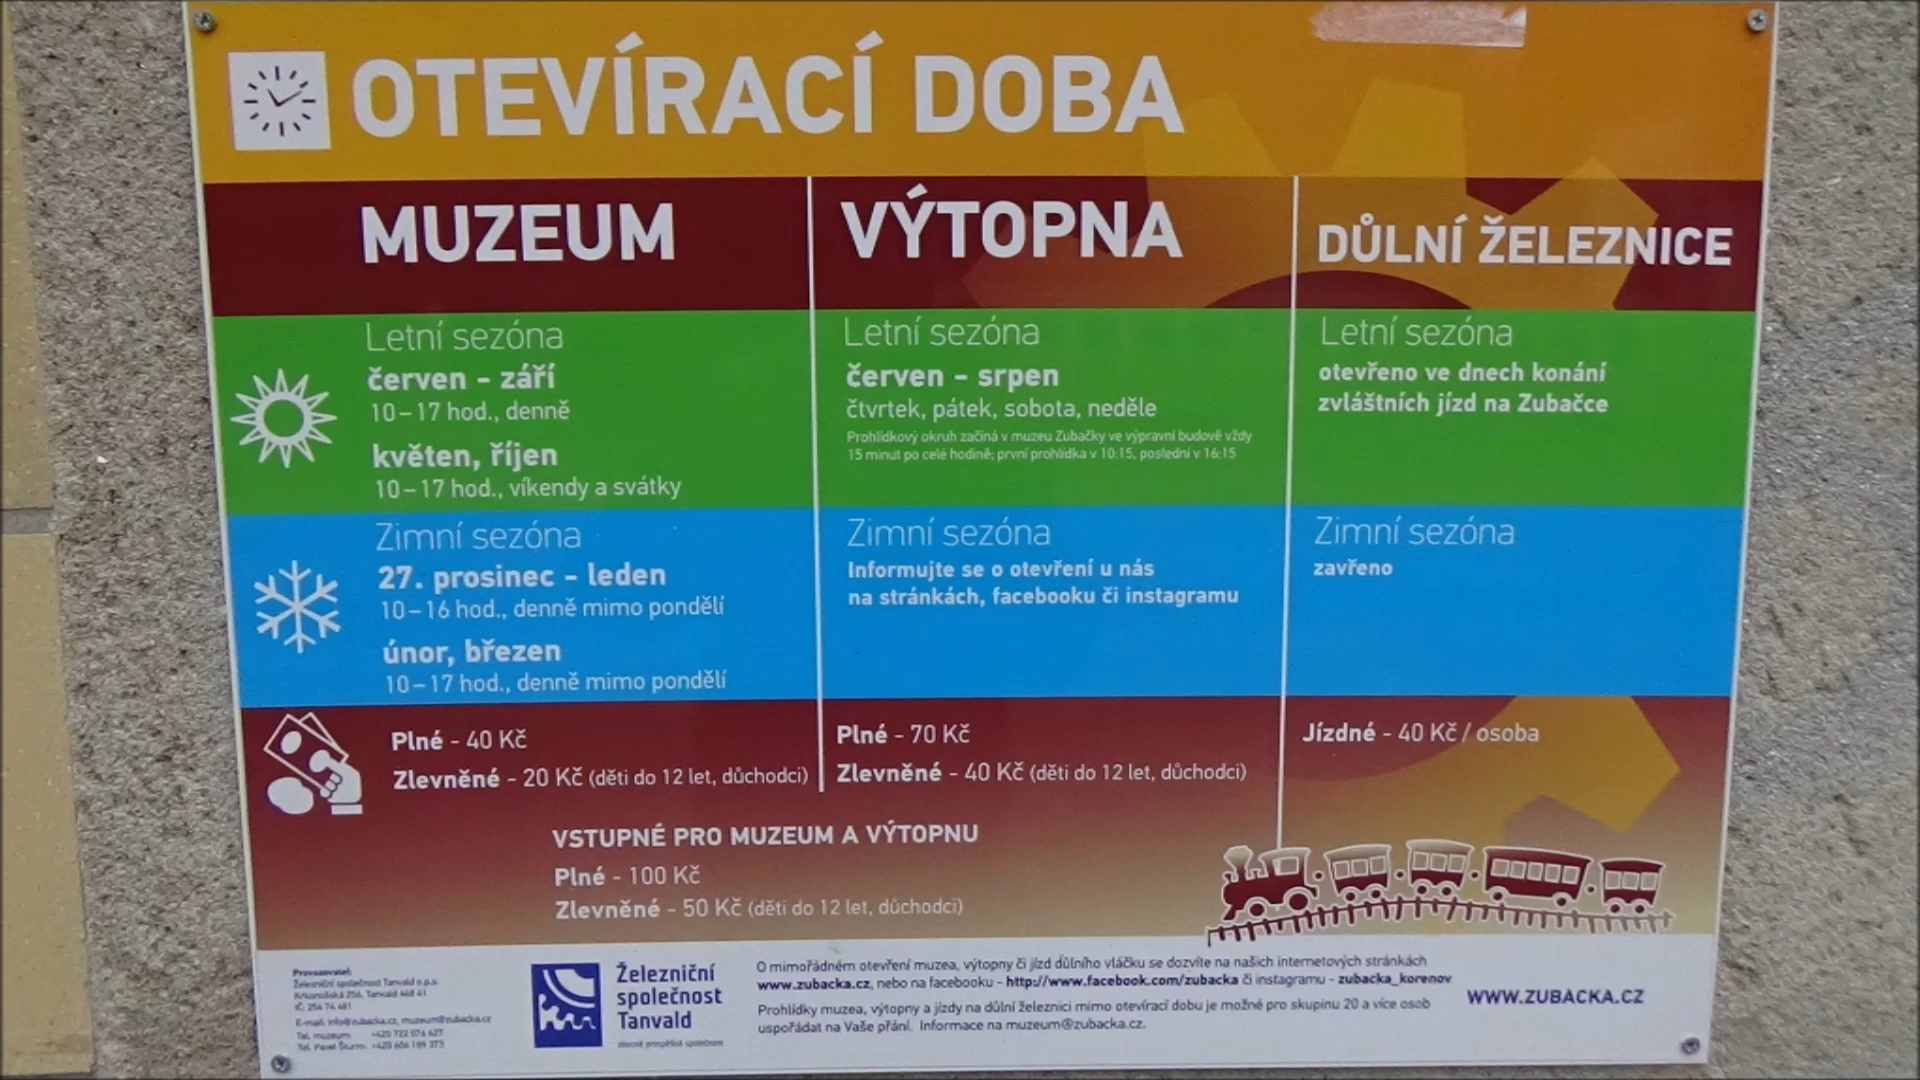 OTEVÍRACÍ DOBA
MUZEUM
Letní sezóna
červen - září
10–17 hod., denně
květen, říjen
10–17 hod., víkendy a svátky
Zimní sezóna
27. prosinec - leden
10–16 hod., denně mimo pondělí
únor, březen
10–17 hod., denně mimo pondělí
Plné - 40 Kč
Zlevněné - 20 Kč (děti do 12 let, důchodci)
VÝTOPNA
Letní sezóna
červen - srpen
čtvrtek, pátek, sobota, neděle
Prohlídkový okruh začíná v muzeu Zubačky ve výpravní budově vždy
15 minut po celé hodině; první prohlídka v 10:15, poslední v 16:15
Zimní sezóna
Informujte se o otevření u nás
na stránkách, facebooku či instagramu
Plné - 70 Kč
Zlevněné - 40 Kč (děti do 12 let, důchodci)
DŮLNÍ ŽELEZNICE
Letní sezóna
otevřeno ve dnech konání
zvláštních jízd na Zubačce
Zimní sezóna
zavřeno
Jízdné - 40 Kč / osoba
VSTUPNÉ PRO MUZEUM A VÝTOPNU
Plné - 100 Kč
Zlevněné - 50 Kč (děti do 12 let, důchodci)
Provozovatel:
Železniční společnost Tanvald o.p.s.
Krkonošská 256, Tanvald 468 41
IČ: 254 74 481
E-mail: info@zubacka.cz, muzeum@zubacka.cz
Tel. muzeum: +420 722 076 627
Tel. Pavel Šturm: +420 606 189 373
Železniční
společnost
Tanvald
obecně prospěšná společnost
O mimořádném otevření muzea, výtopny či jízd důlního vláčku se dozvíte na našich internetových stránkách
www.zubacka.cz, nebo na facebooku - http://www.facebook.com/zubacka či instagramu - zubacka_korenov
Prohlídky muzea, výtopny a jízdy na důlní železnici mimo otevírací dobu je možné pro skupinu 20 a více osob
uspořádat na Vaše přání. Informace na muzeum@zubacka.cz.
WWW.ZUBACKA.CZ